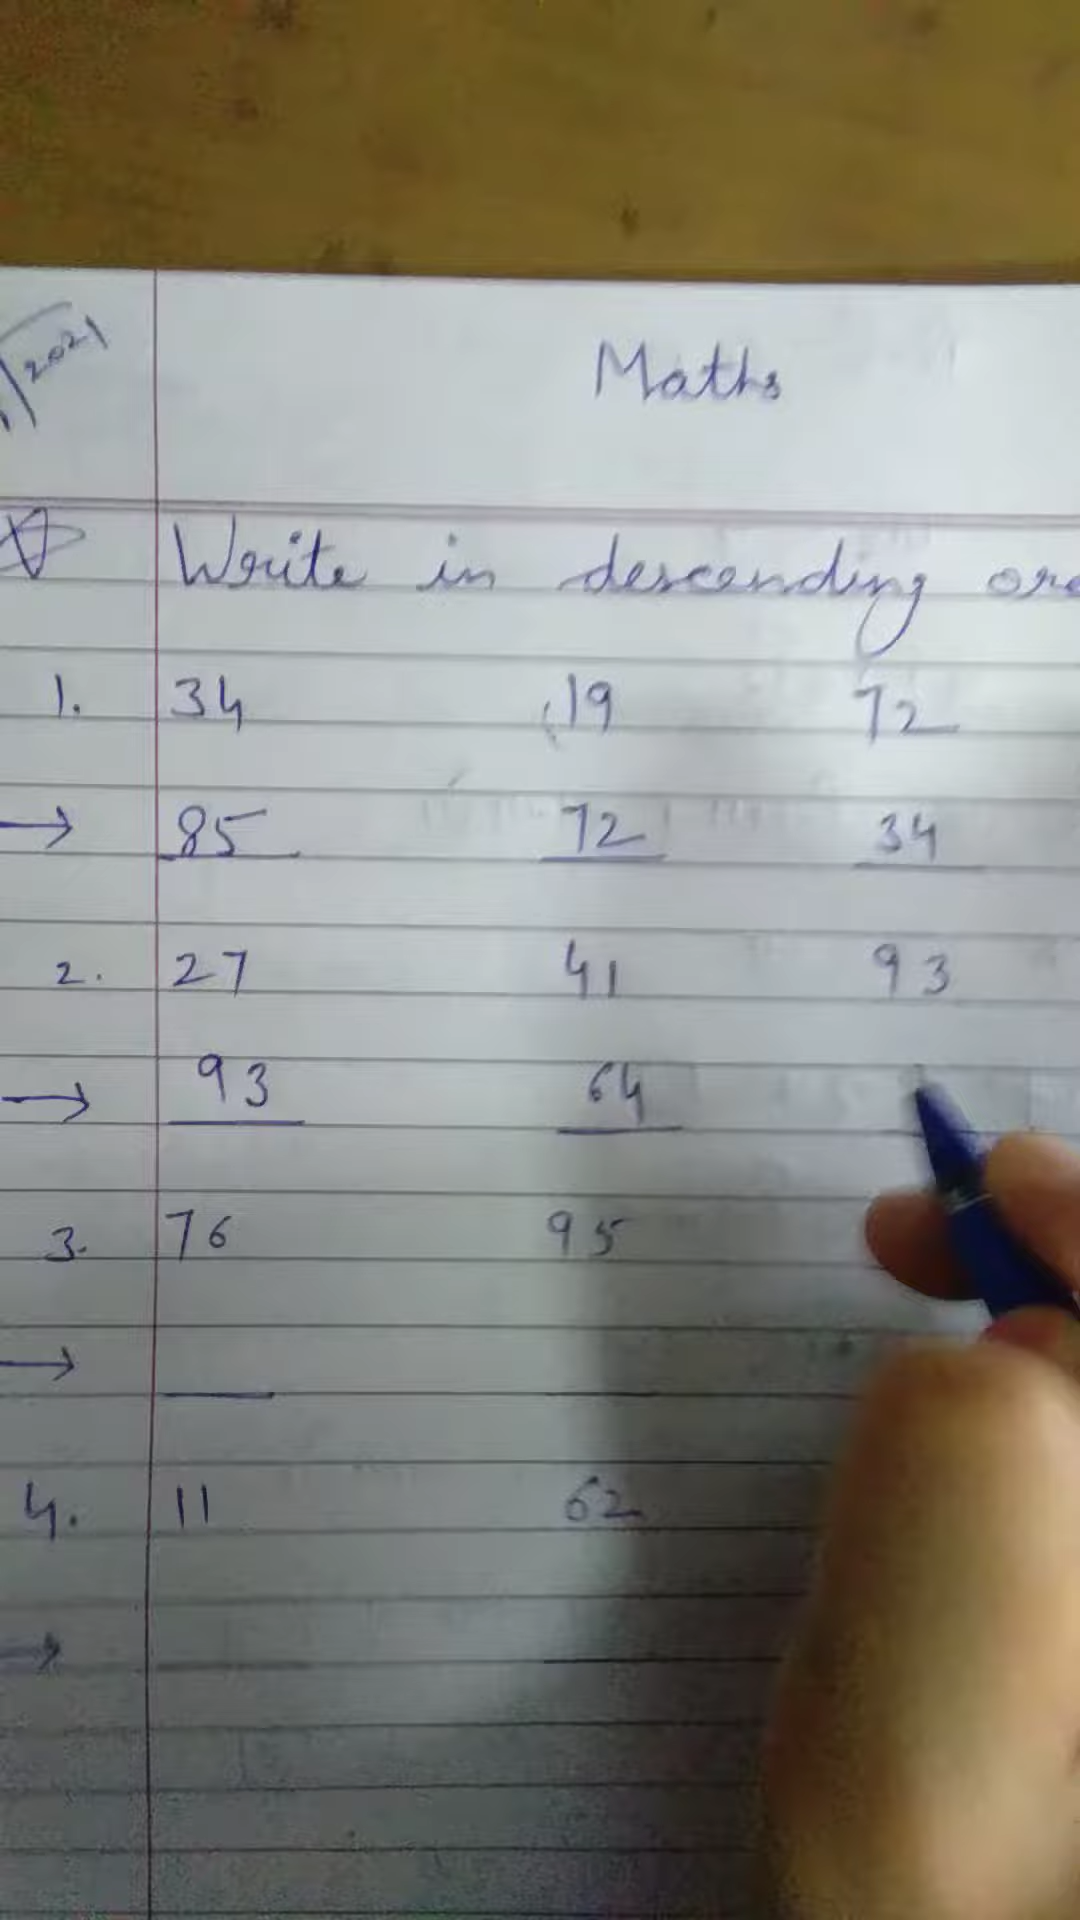 2021
Maths
Write in descending
1. 34 19 72
→ 85 72 34
2. 27 41 93
→ 93 64
3. 76 95
→
4. 11 62
→